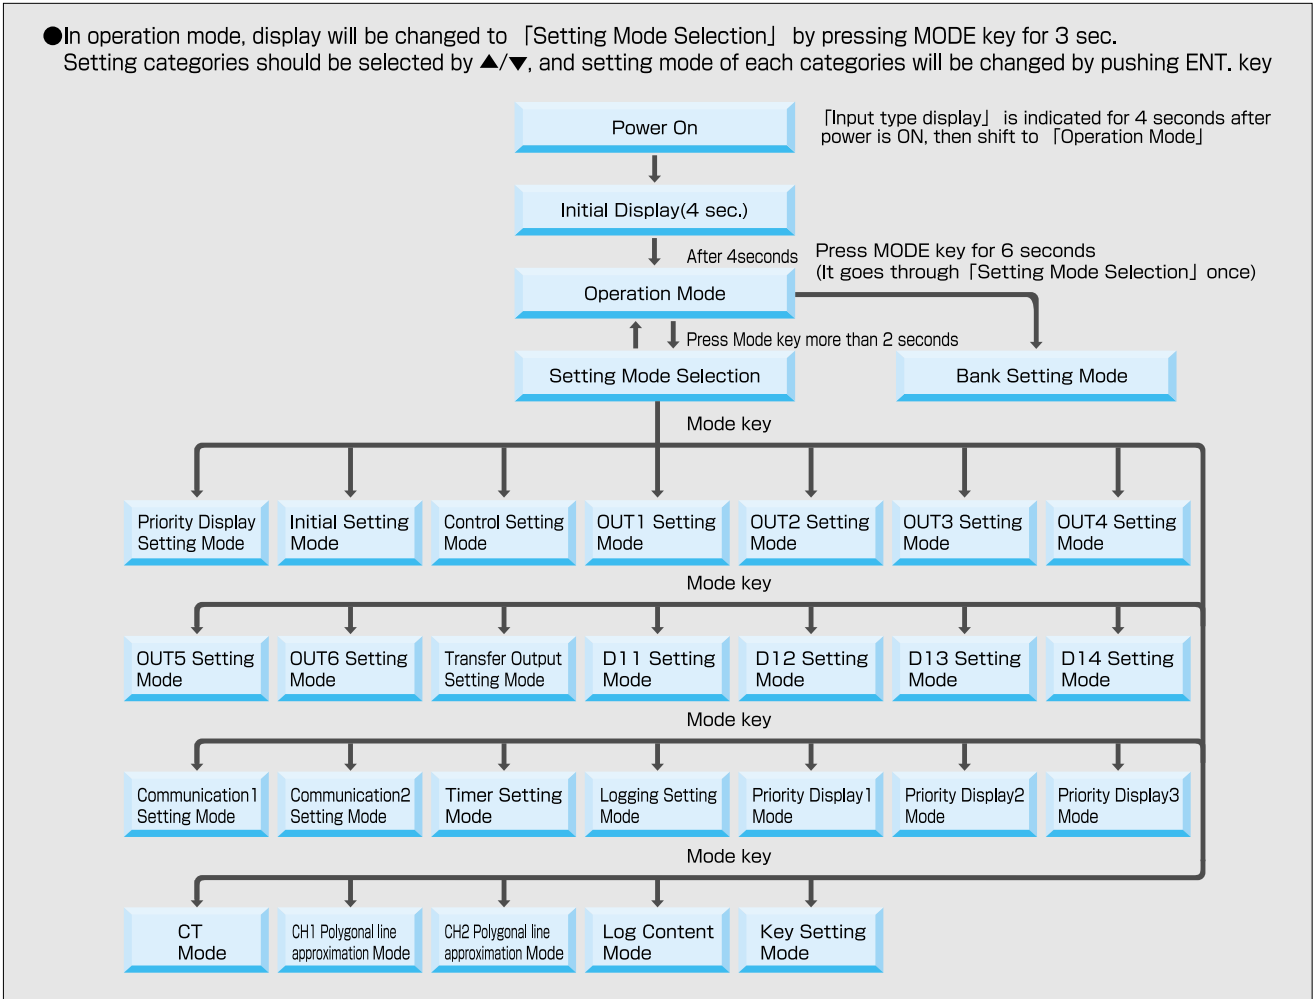 ●In operation mode, display will be changed to 「Setting Mode Selection」 by pressing MODE key for 3 sec.
Setting categories should be selected by ▲/▼, and setting mode of each categories will be changed by pushing ENT. key
Power On
「Input type display」 is indicated for 4 seconds after
power is ON, then shift to 「Operation Mode」
Initial Display(4 sec.)
After 4seconds
Press MODE key for 6 seconds
(It goes through「Setting Mode Selection」once)
Operation Mode
Press Mode key more than 2 seconds
Setting Mode Selection
Bank Setting Mode
Mode key
Priority Display
Setting Mode
Initial Setting
Mode
Control Setting
Mode
OUT1 Setting
Mode
OUT2 Setting
Mode
OUT3 Setting
Mode
OUT4 Setting
Mode
Mode key
OUT5 Setting
Mode
OUT6 Setting
Mode
Transfer Output
Setting Mode
D11 Setting
Mode
D12 Setting
Mode
D13 Setting
Mode
D14 Setting
Mode
Mode key
Communication1
Setting Mode
Communication2
Setting Mode
Timer Setting
Mode
Logging Setting
Mode
Priority Display1
Mode
Priority Display2
Mode
Priority Display3
Mode
Mode key
CT
Mode
CH1 Polygonal line
approximation Mode
CH2 Polygonal line
approximation Mode
Log Content
Mode
Key Setting
Mode